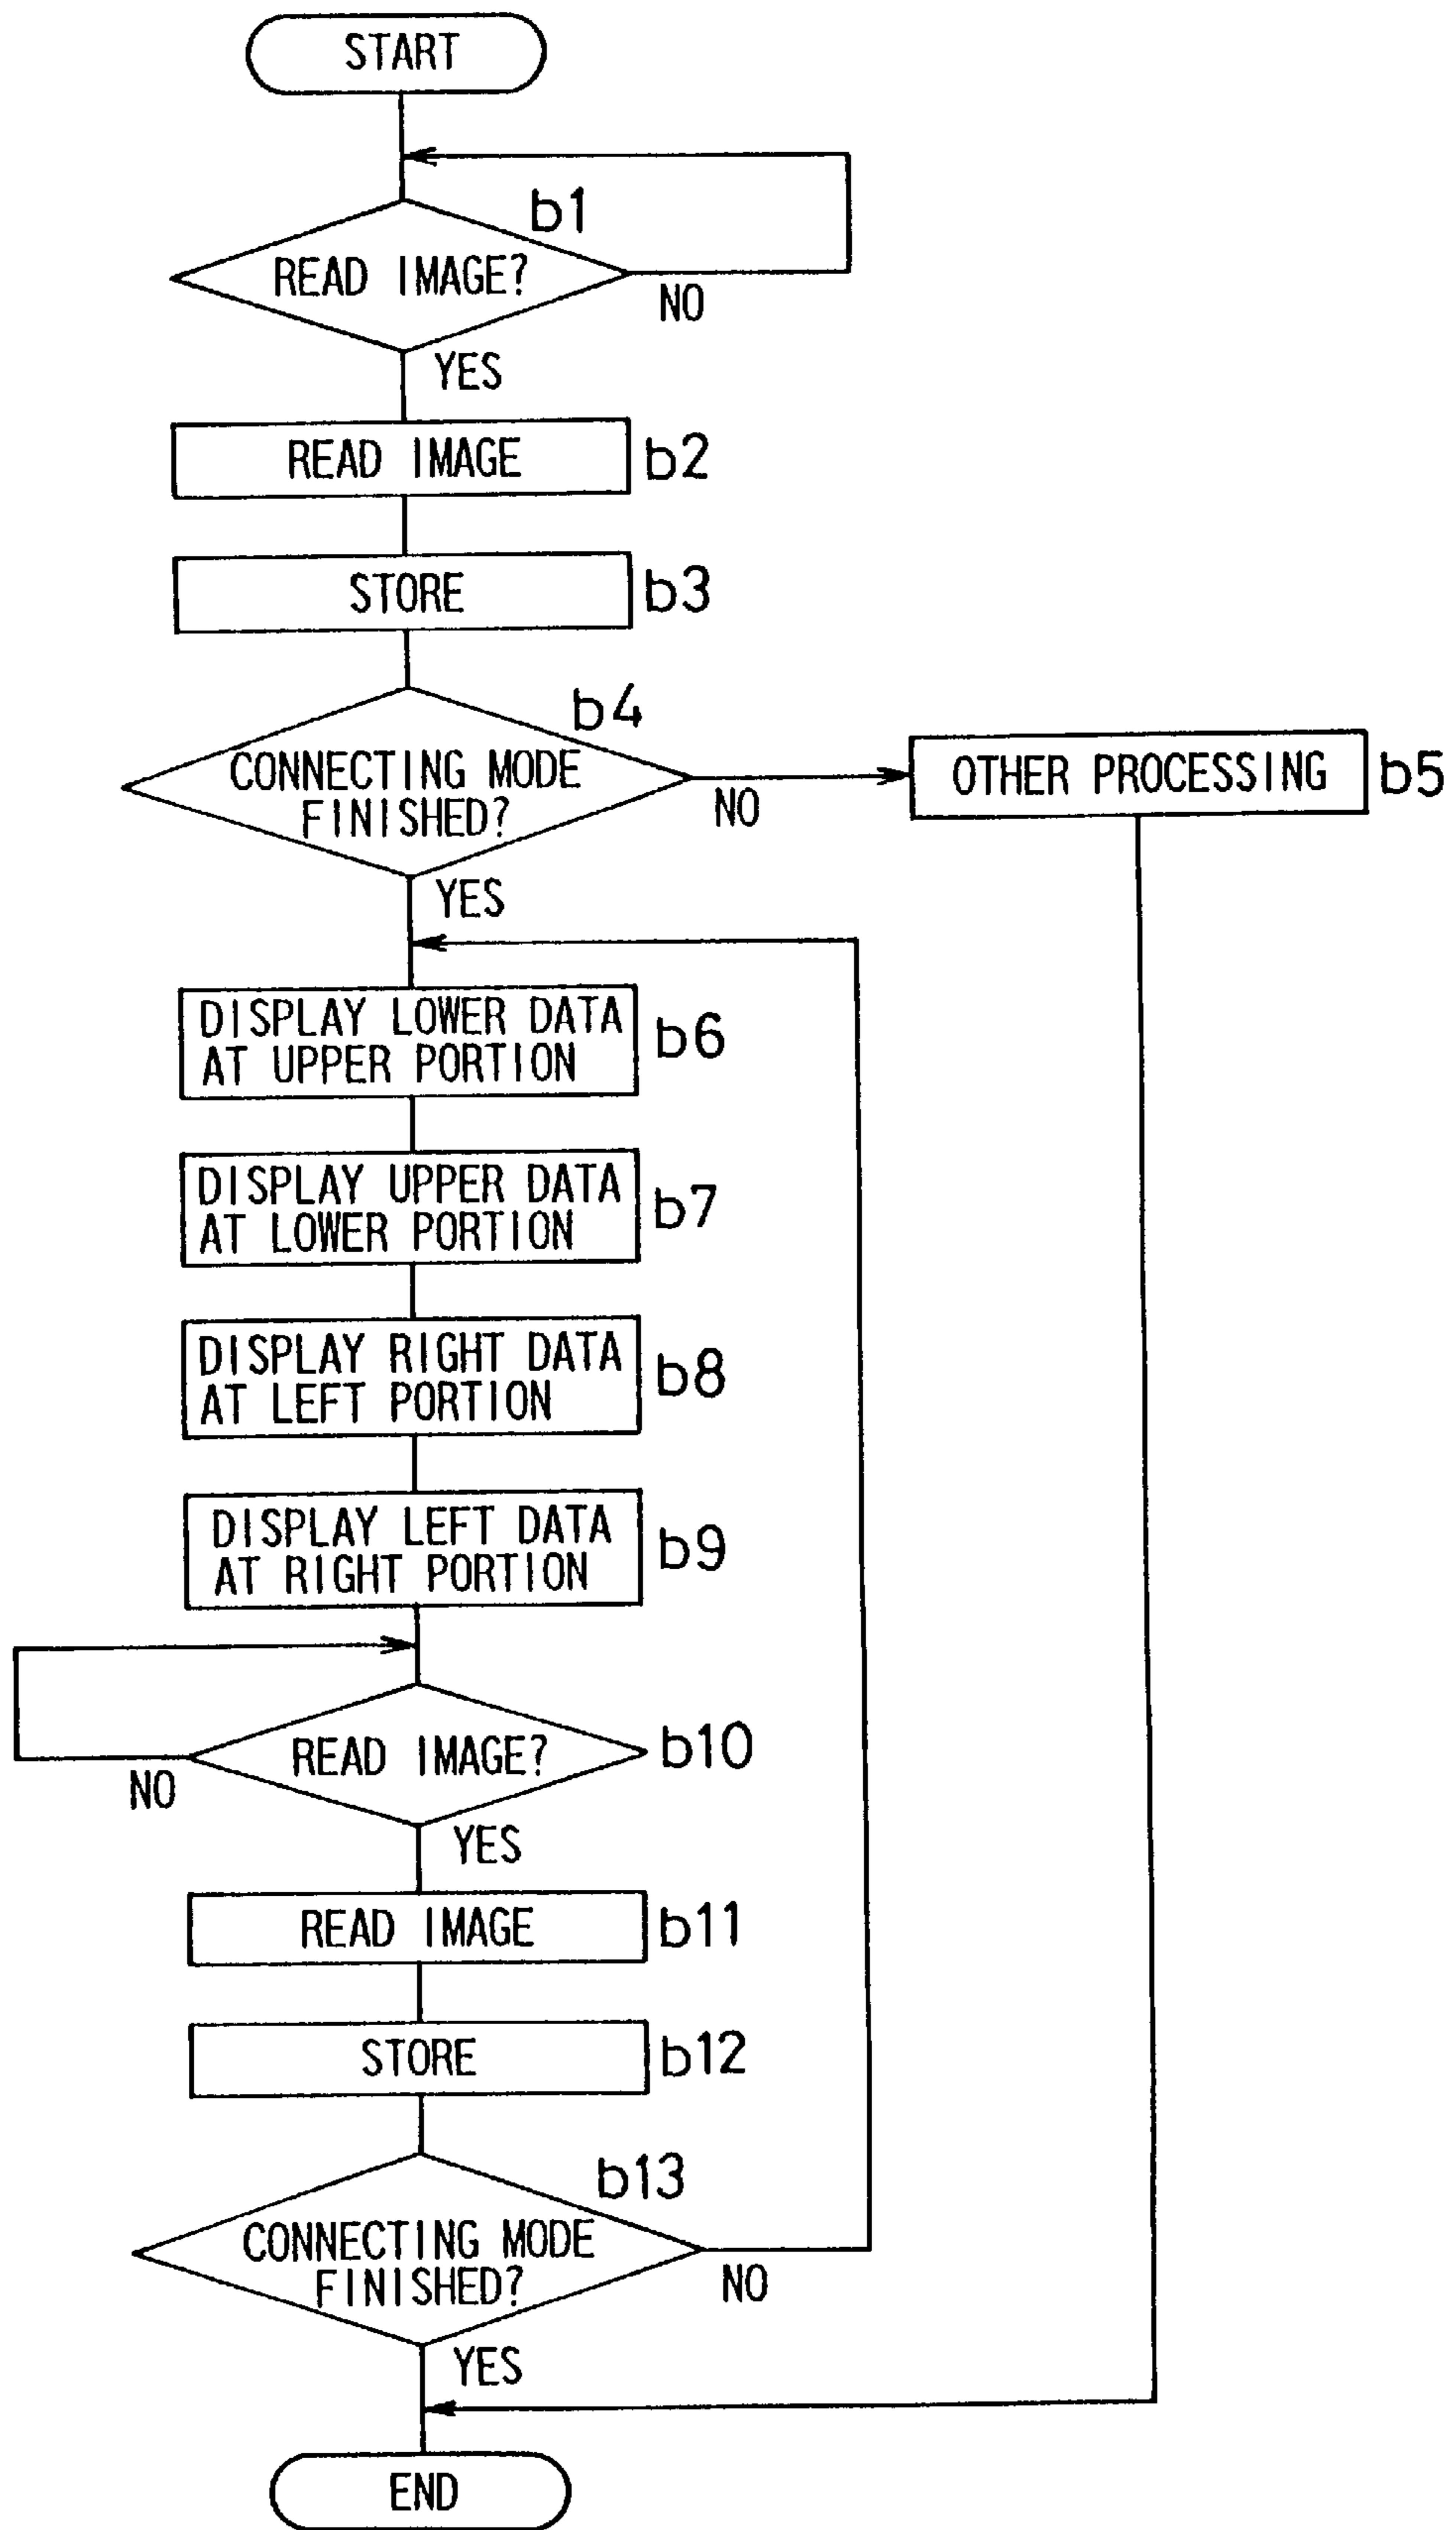 START
b1
READ IMAGE?
NO
YES
READ IMAGE
b2
STORE
b3
b4
CONNECTING MODE
FINISHED?
NO
OTHER PROCESSING
b5
YES
DISPLAY LOWER DATA
AT UPPER PORTION
b6
DISPLAY UPPER DATA
AT LOWER PORTION
b7
DISPLAY RIGHT DATA
AT LEFT PORTION
b8
DISPLAY LEFT DATA
AT RIGHT PORTION
b9
READ IMAGE?
b10
NO
YES
READ IMAGE
b11
STORE
b12
b13
CONNECTING MODE
FINISHED?
NO
YES
END